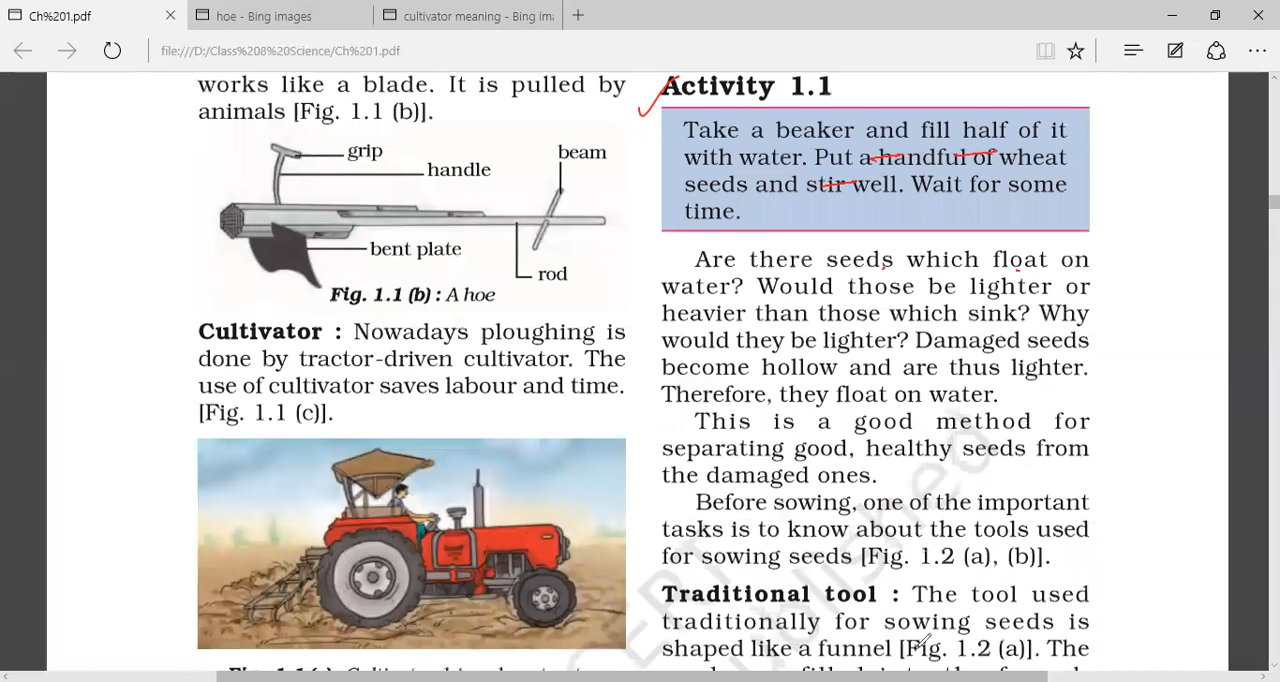 Ch%201.pdf
hoe - Bing images
cultivator meaning - Bing im
file:///D:/Class%208%20Science/Ch%201.pdf
works like a blade. It is pulled by
animals [Fig. 1.1 (b)].
grip
handle
beam
bent plate
rod
Fig. 1.1 (b) : A hoe
Cultivator : Nowadays ploughing is
done by tractor-driven cultivator. The
use of cultivator saves labour and time.
[Fig. 1.1 (c)].
Activity 1.1
Take a beaker and fill half of it
with water. Put a handful of wheat
seeds and stir well. Wait for some
time.
Are there seeds which float on
water? Would those be lighter or
heavier than those which sink? Why
would they be lighter? Damaged seeds
become hollow and are thus lighter.
Therefore, they float on water.
This is a good method for
separating good, healthy seeds from
the damaged ones.
Before sowing, one of the important
tasks is to know about the tools used
for sowing seeds [Fig. 1.2 (a), (b)].
Traditional tool : The tool used
traditionally for sowing seeds is
shaped like a funnel [Fig. 1.2 (a)]. The